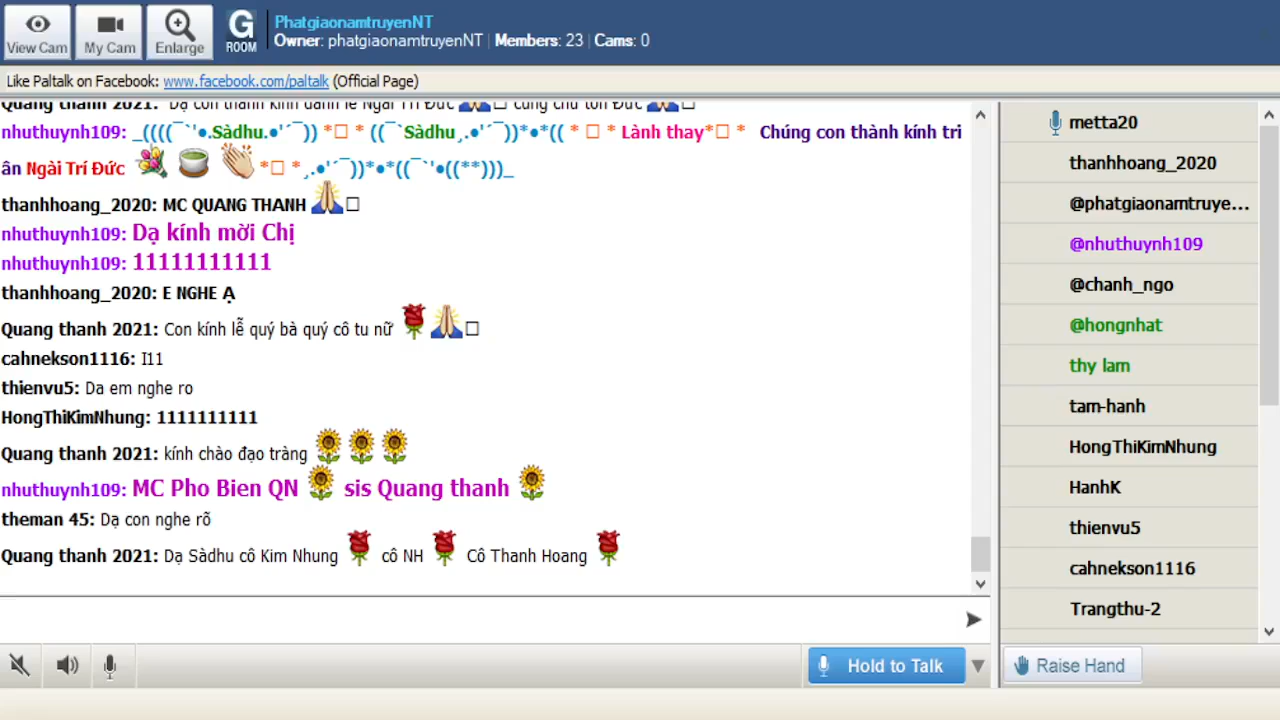 PhatgiaonamtruyenNT
Owner: phatgiaonamtruyenNT | Members: 23 | Cams: 0
View Cam
My Cam
Enlarge
G ROOM
Like Paltalk on Facebook: www.facebook.com/paltalk (Official Page)
Quang thanh 2021: Dạ con thành kính đảnh lễ Ngài Trí Đức cùng chư tôn Đức
nhuthuynh109: _((((¯`'●.Sàdhu.●'´¯)) *□ * ((¯`Sàdhu¸.●'´¯))*●*(( * □ * Lành thay*□ * Chúng con thành kính tri
ân Ngài Trí Đức *□ *¸.●'´¯))*●*((¯`'●((**)))_
thanhhoang_2020: MC QUANG THANH □
nhuthuynh109: Dạ kính mời Chị
nhuthuynh109: 11111111111
thanhhoang_2020: E NGHE Ạ
Quang thanh 2021: Con kính lễ quý bà quý cô tu nữ □
cahnekson1116: I11
thienvu5: Da em nghe ro
HongThiKimNhung: 1111111111
Quang thanh 2021: kính chào đạo tràng
nhuthuynh109: MC Pho Bien QN sis Quang thanh
theman 45: Dạ con nghe rõ
Quang thanh 2021: Dạ Sàdhu cô Kim Nhung cô NH Cô Thanh Hoang
metta20
thanhhoang_2020
@phatgiaonamtruye...
@nhuthuynh109
@chanh_ngo
@hongnhat
thy lam
tam-hanh
HongThiKimNhung
HanhK
thienvu5
cahnekson1116
Trangthu-2
Hold to Talk
Raise Hand